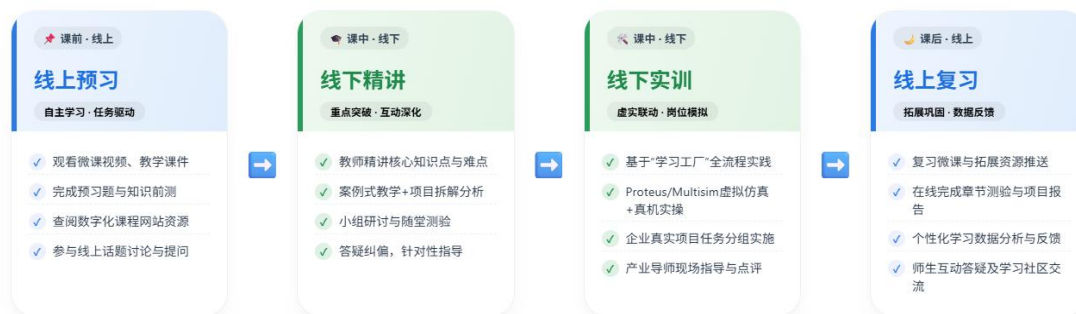 课前 · 线上
线上预习
自主学习 · 任务驱动
观看微课视频、教学课件
完成预习题与知识前测
查阅数字化课程网站资源
参与线上话题讨论与提问
课中 · 线下
线下精讲
重点突破 · 互动深化
教师精讲核心知识点与难点
案例式教学+项目拆解分析
小组研讨与随堂测验
答疑纠偏，针对性指导
课中 · 线下
线下实训
虚实联动 · 岗位模拟
基于“学习工厂”全流程实践
Proteus/Multisim虚拟仿真
+真机实操
企业真实项目任务分组实施
产业导师现场指导与点评
课后 · 线上
线上复习
拓展巩固 · 数据反馈
复习微课与拓展资源推送
在线完成章节测验与项目报
告
个性化学习数据分析与反馈
师生互动答疑及学习社区交
流